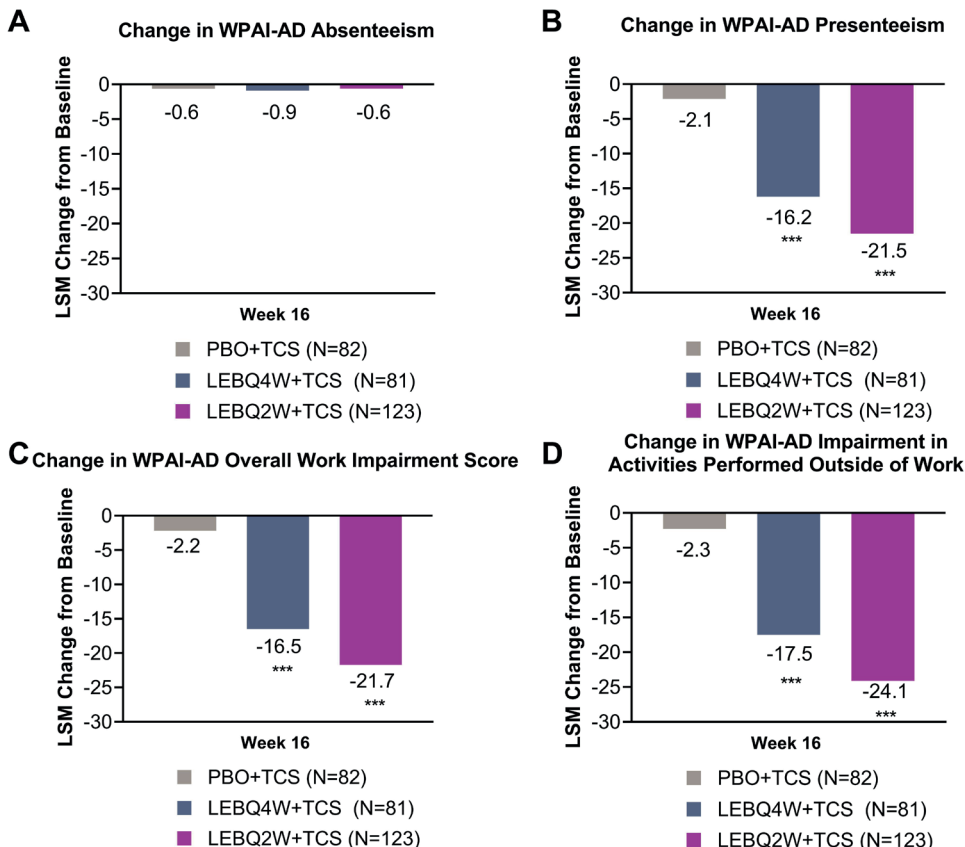 A
Change in WPAI-AD Absenteeism
LSM Change from Baseline
0
-5
-10
-15
-20
-25
-30
-0.6
-0.9
-0.6
Week 16
PBO+TCS (N=82)
LEBQ4W+TCS (N=81)
LEBQ2W+TCS (N=123)
B
Change in WPAI-AD Presenteeism
LSM Change from Baseline
0
-5
-10
-15
-20
-25
-30
-2.1
-16.2
***
-21.5
***
Week 16
PBO+TCS (N=82)
LEBQ4W+TCS (N=81)
LEBQ2W+TCS (N=123)
C
Change in WPAI-AD Overall Work Impairment Score
LSM Change from Baseline
0
-5
-10
-15
-20
-25
-30
-2.2
-16.5
***
-21.7
***
Week 16
PBO+TCS (N=82)
LEBQ4W+TCS (N=81)
LEBQ2W+TCS (N=123)
D
Change in WPAI-AD Impairment in
Activities Performed Outside of Work
LSM Change from Baseline
0
-5
-10
-15
-20
-25
-30
-2.3
-17.5
***
-24.1
***
Week 16
PBO+TCS (N=82)
LEBQ4W+TCS (N=81)
LEBQ2W+TCS (N=123)